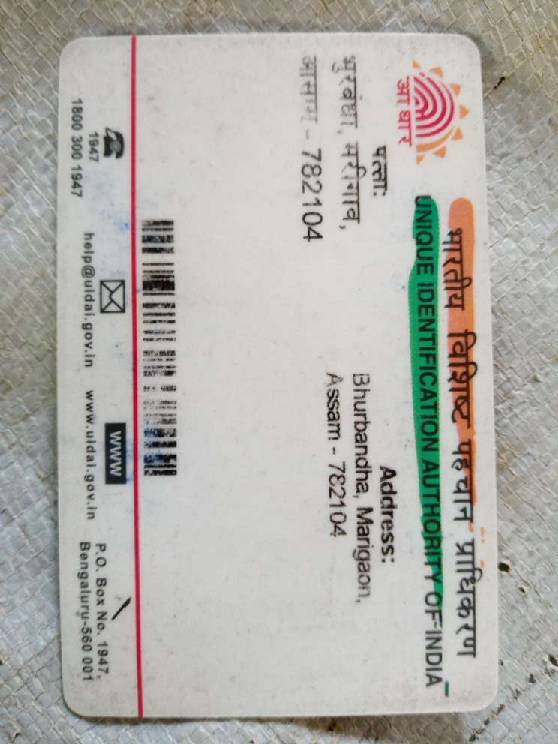 आधार
भारतीय विशिष्ट पहचान प्राधिकरण
UNIQUE IDENTIFICATION AUTHORITY OF INDIA
पत्ता:
भुरबंधा, मरीगाव,
आसाम - 782104
Address:
Bhurbandha, Marigaon,
Assam - 782104
1947
1800 300 1947
help@uidai.gov.in
www
www.uidai.gov.in
P.O. Box No. 1947,
Bengaluru-560 001